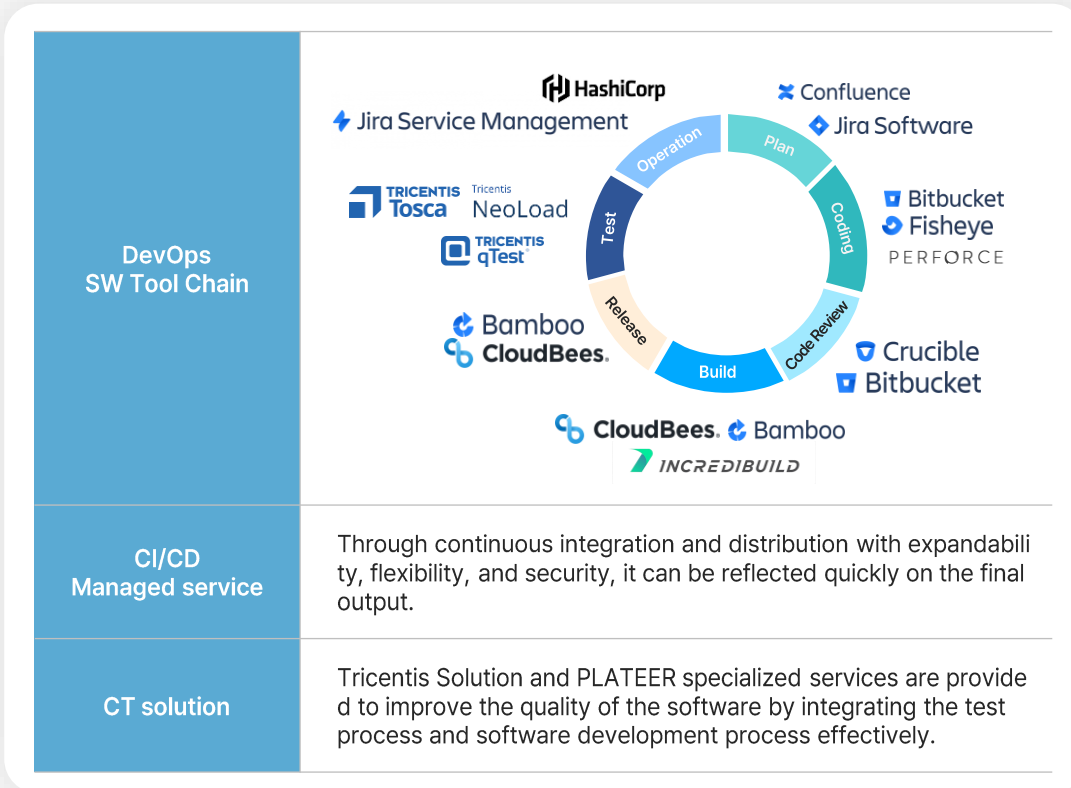 DevOps
SW Tool Chain
HashiCorp
Jira Service Management
Confluence
Jira Software
Operation
Plan
TRICENTIS
Tosca
Tricentis
NeoLoad
TRICENTIS
qTest
Test
Coding
Bitbucket
Fisheye
PERFORCE
Bamboo
CloudBees.
Release
Build
Code Review
Crucible
Bitbucket
CloudBees.
Bamboo
INCREDIBUILD
CI/CD
Managed service
Through continuous integration and distribution with expandabili
ty, flexibility, and security, it can be reflected quickly on the final
output.
CT solution
Tricentis Solution and PLATEER specialized services are provide
d to improve the quality of the software by integrating the test
process and software development process effectively.